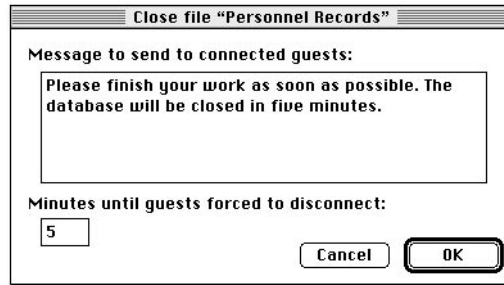 Close file “Personnel Records”
Message to send to connected guests:
Please finish your work as soon as possible. The
database will be closed in five minutes.
Minutes until guests forced to disconnect:
5
Cancel OK